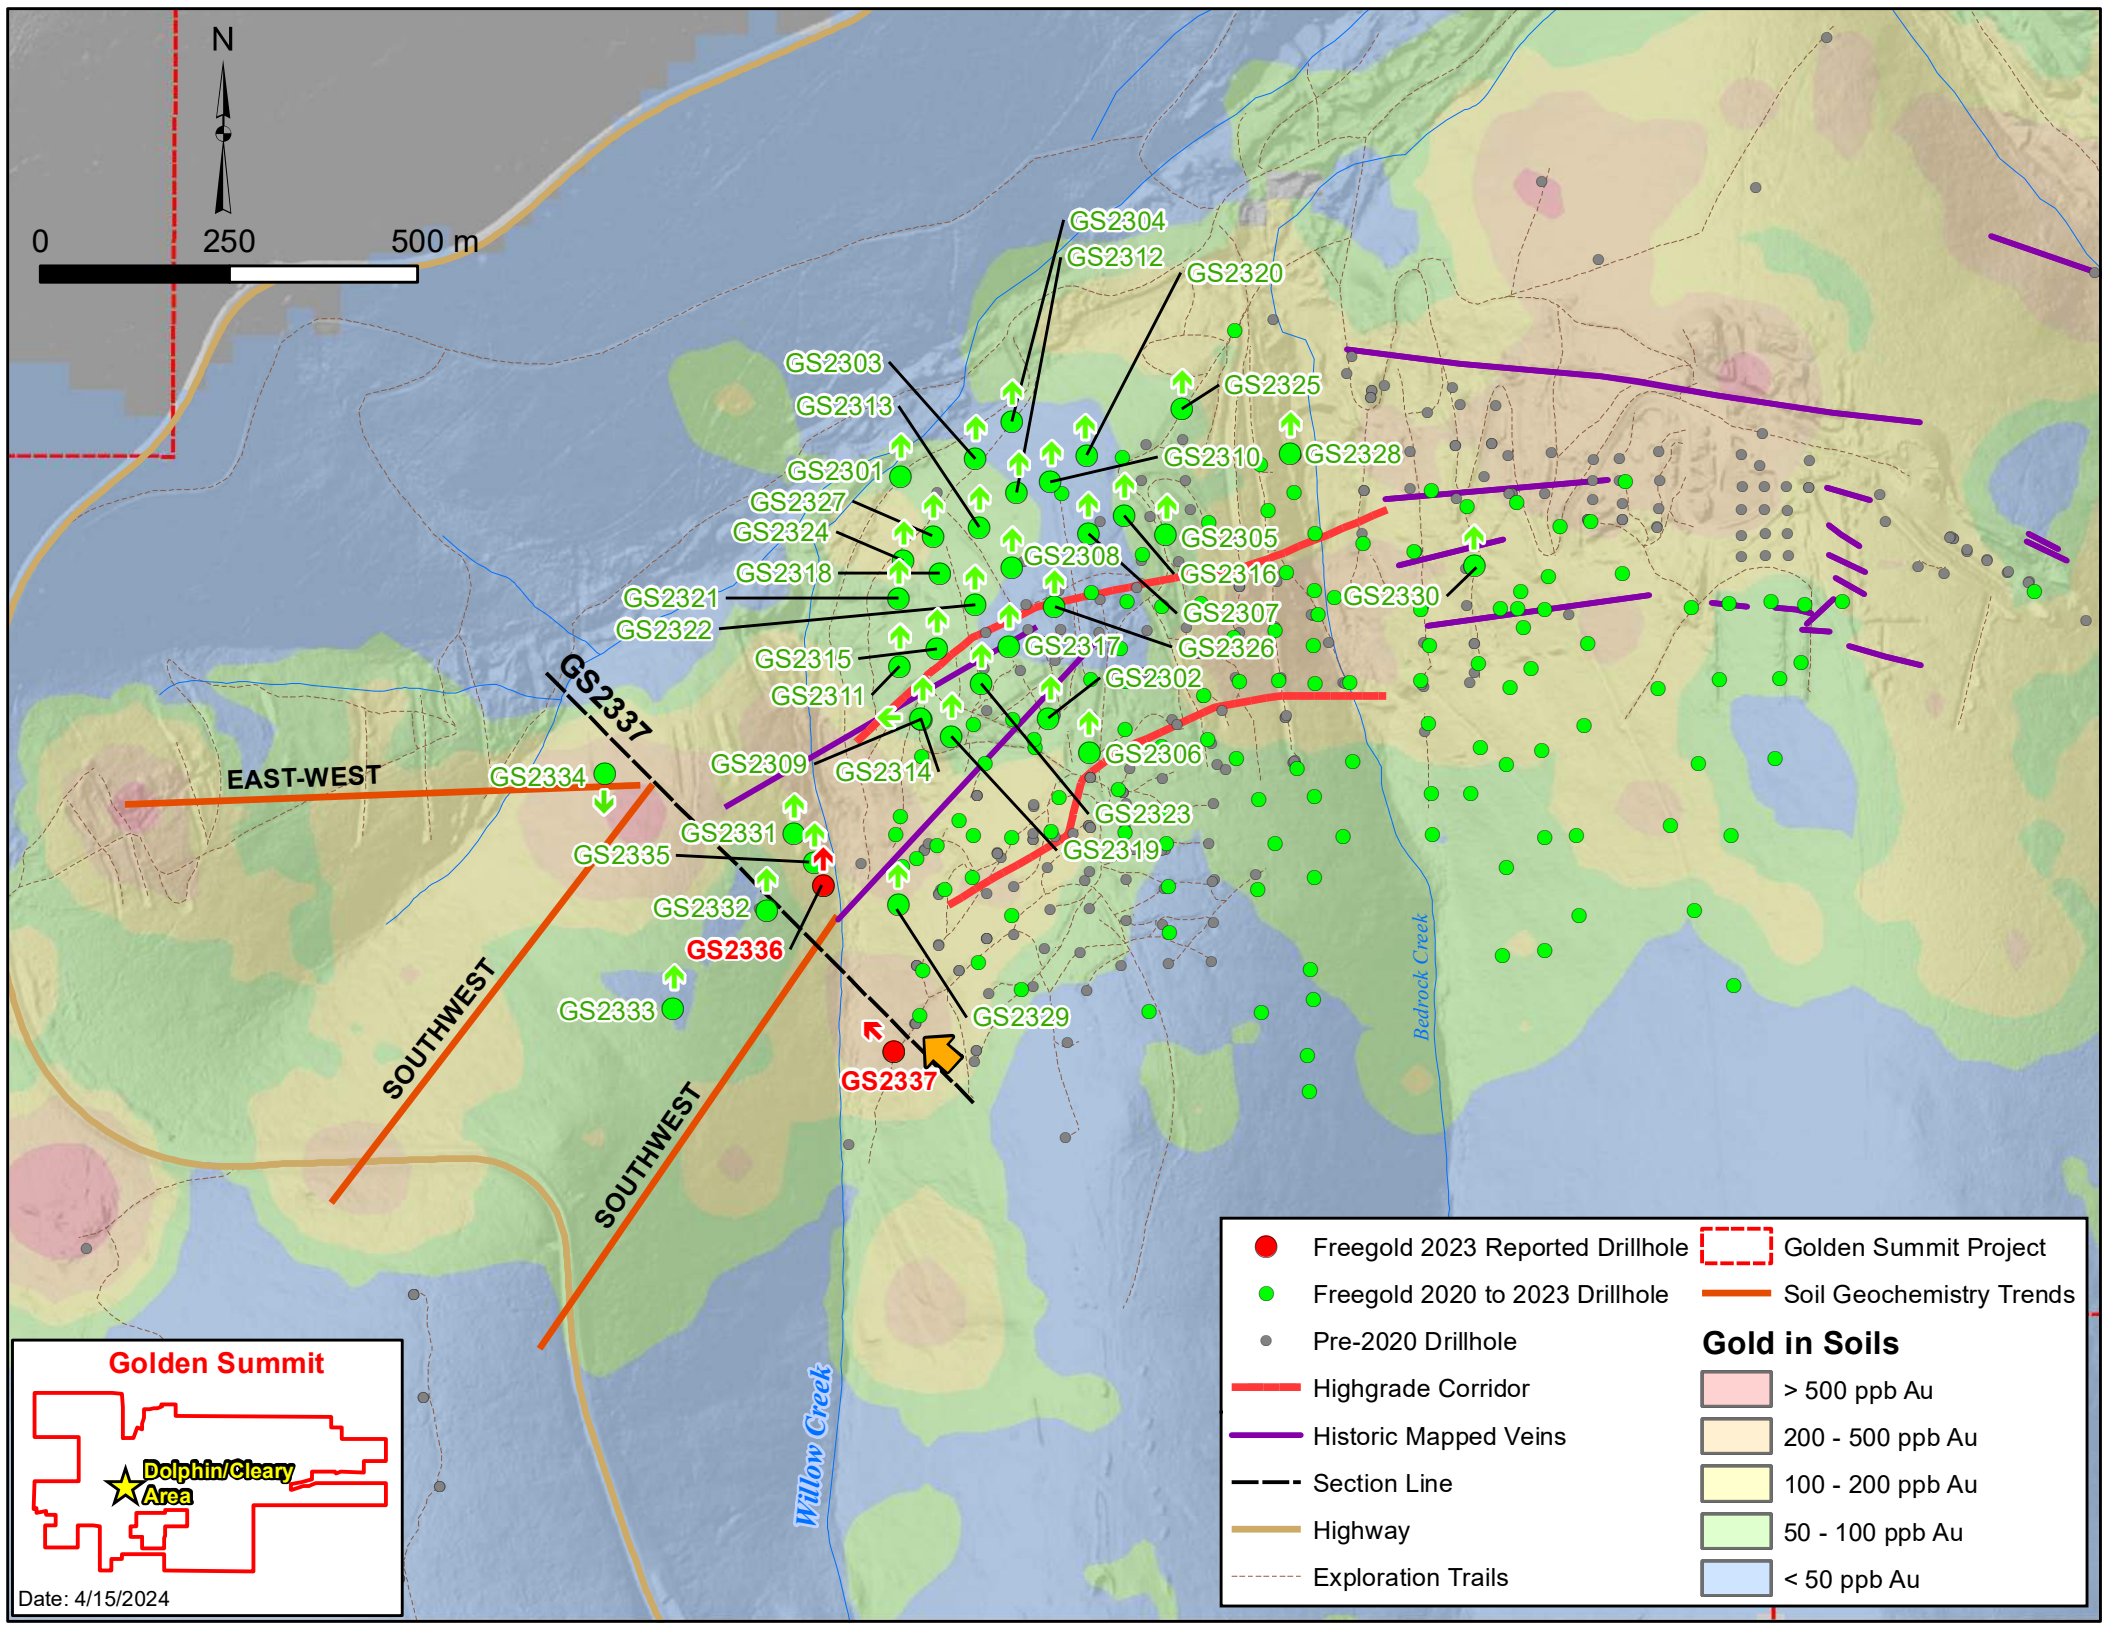 N
0 250 500 m
GS2304
GS2312
GS2320
GS2303
GS2325
GS2313
GS2310
GS2328
GS2301
GS2327
GS2324
GS2305
GS2308
GS2318
GS2316
GS2321
GS2330
GS2307
GS2322
GS2317
GS2326
GS2315
GS2302
GS2311
GS2337
GS2306
GS2309
GS2314
EAST-WEST
GS2334
GS2323
GS2331
GS2319
GS2335
GS2332
GS2336
GS2333
GS2329
SOUTHWEST
Bedrock Creek
GS2337
SOUTHWEST
Willow Creek
Freegold 2023 Reported Drillhole
Freegold 2020 to 2023 Drillhole
Pre-2020 Drillhole
Highgrade Corridor
Historic Mapped Veins
Section Line
Highway
Exploration Trails
Golden Summit Project
Soil Geochemistry Trends
Gold in Soils
> 500 ppb Au
200 - 500 ppb Au
100 - 200 ppb Au
50 - 100 ppb Au
< 50 ppb Au
Golden Summit
Dolphin/Cleary
Area
Date: 4/15/2024